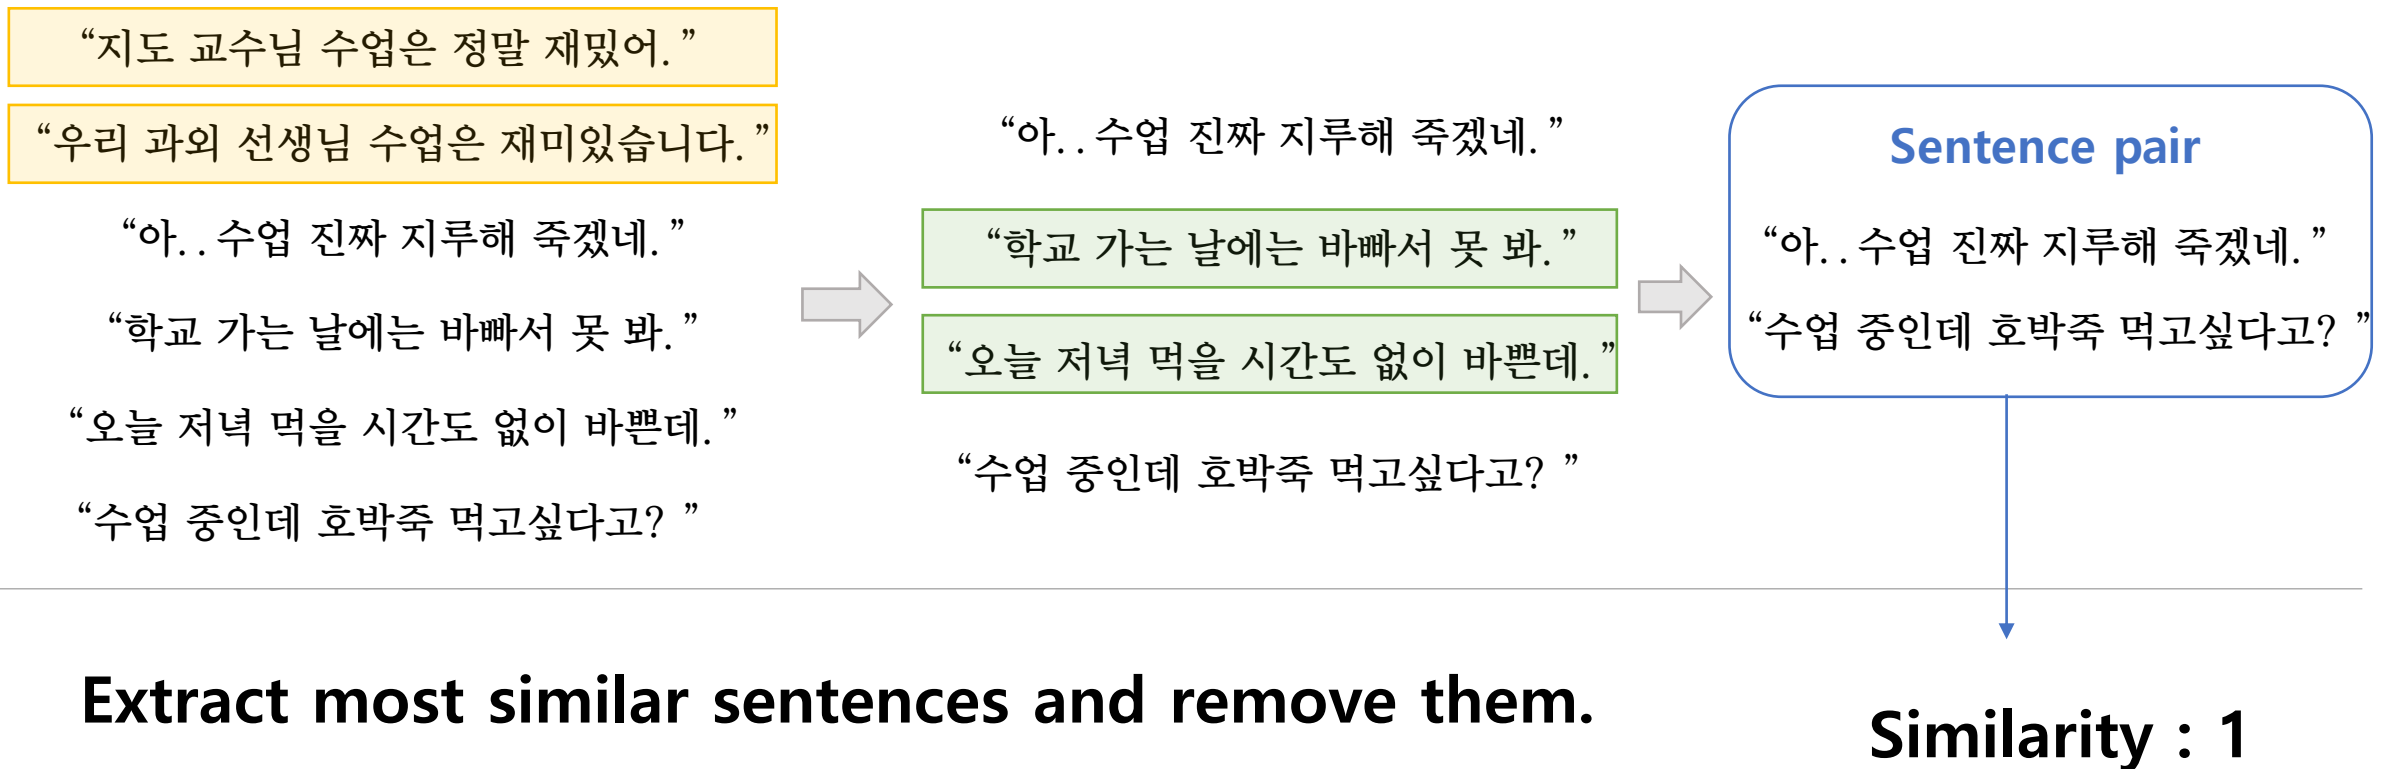 “지도 교수님 수업은 정말 재밌어.”
“우리 과외 선생님 수업은 재미있습니다.”
“아..수업 진짜 지루해 죽겠네.”
“학교 가는 날에는 바빠서 못 봐.”
“오늘 저녁 먹을 시간도 없이 바쁜데.”
“수업 중인데 호박죽 먹고싶다고? ”
“아..수업 진짜 지루해 죽겠네.”
“학교 가는 날에는 바빠서 못 봐.”
“오늘 저녁 먹을 시간도 없이 바쁜데.”
“수업 중인데 호박죽 먹고싶다고? ”
Sentence pair
“아..수업 진짜 지루해 죽겠네.”
“수업 중인데 호박죽 먹고싶다고? ”
Extract most similar sentences and remove them.
Similarity : 1